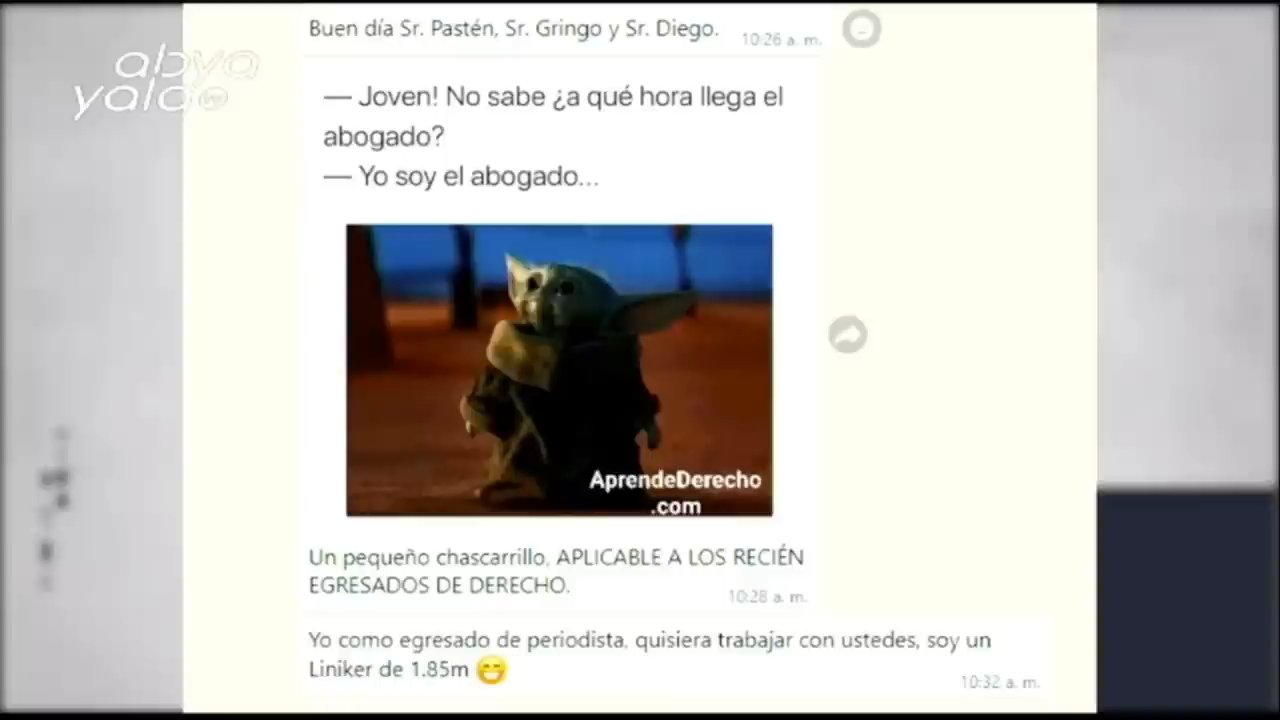 Buen día Sr. Pastén, Sr. Gringo y Sr. Diego.
10:26 a. m.
abya
yala
— Joven! No sabe ¿a qué hora llega el
abogado?
— Yo soy el abogado...
AprendeDerecho
.com
Un pequeño chascarrillo, APLICABLE A LOS RECIÉN
EGRESADOS DE DERECHO.
10:28 a. m.
Yo como egresado de periodista, quisiera trabajar con ustedes, soy un
Liniker de 1.85m 😁
10:32 a. m.